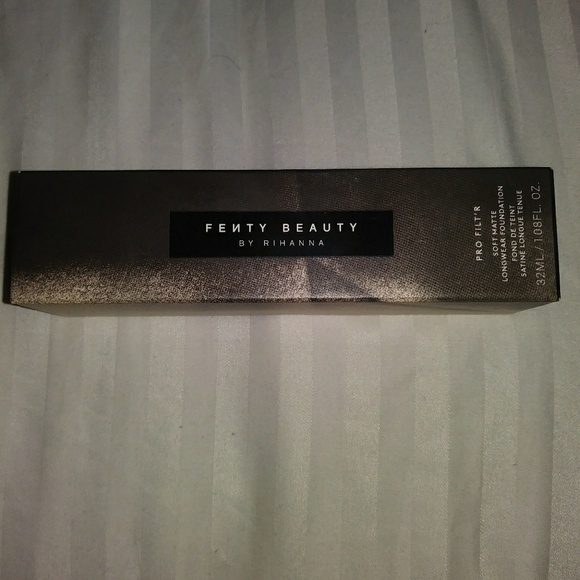 FEИTY BEAUTY
BY RIHANNA
PRO FILT'R
SOFT MATTE
LONGWEAR FOUNDATION
FOND DE TEINT
SATINÉ LONGUE TENUE
32ML / 1.08FL. OZ.